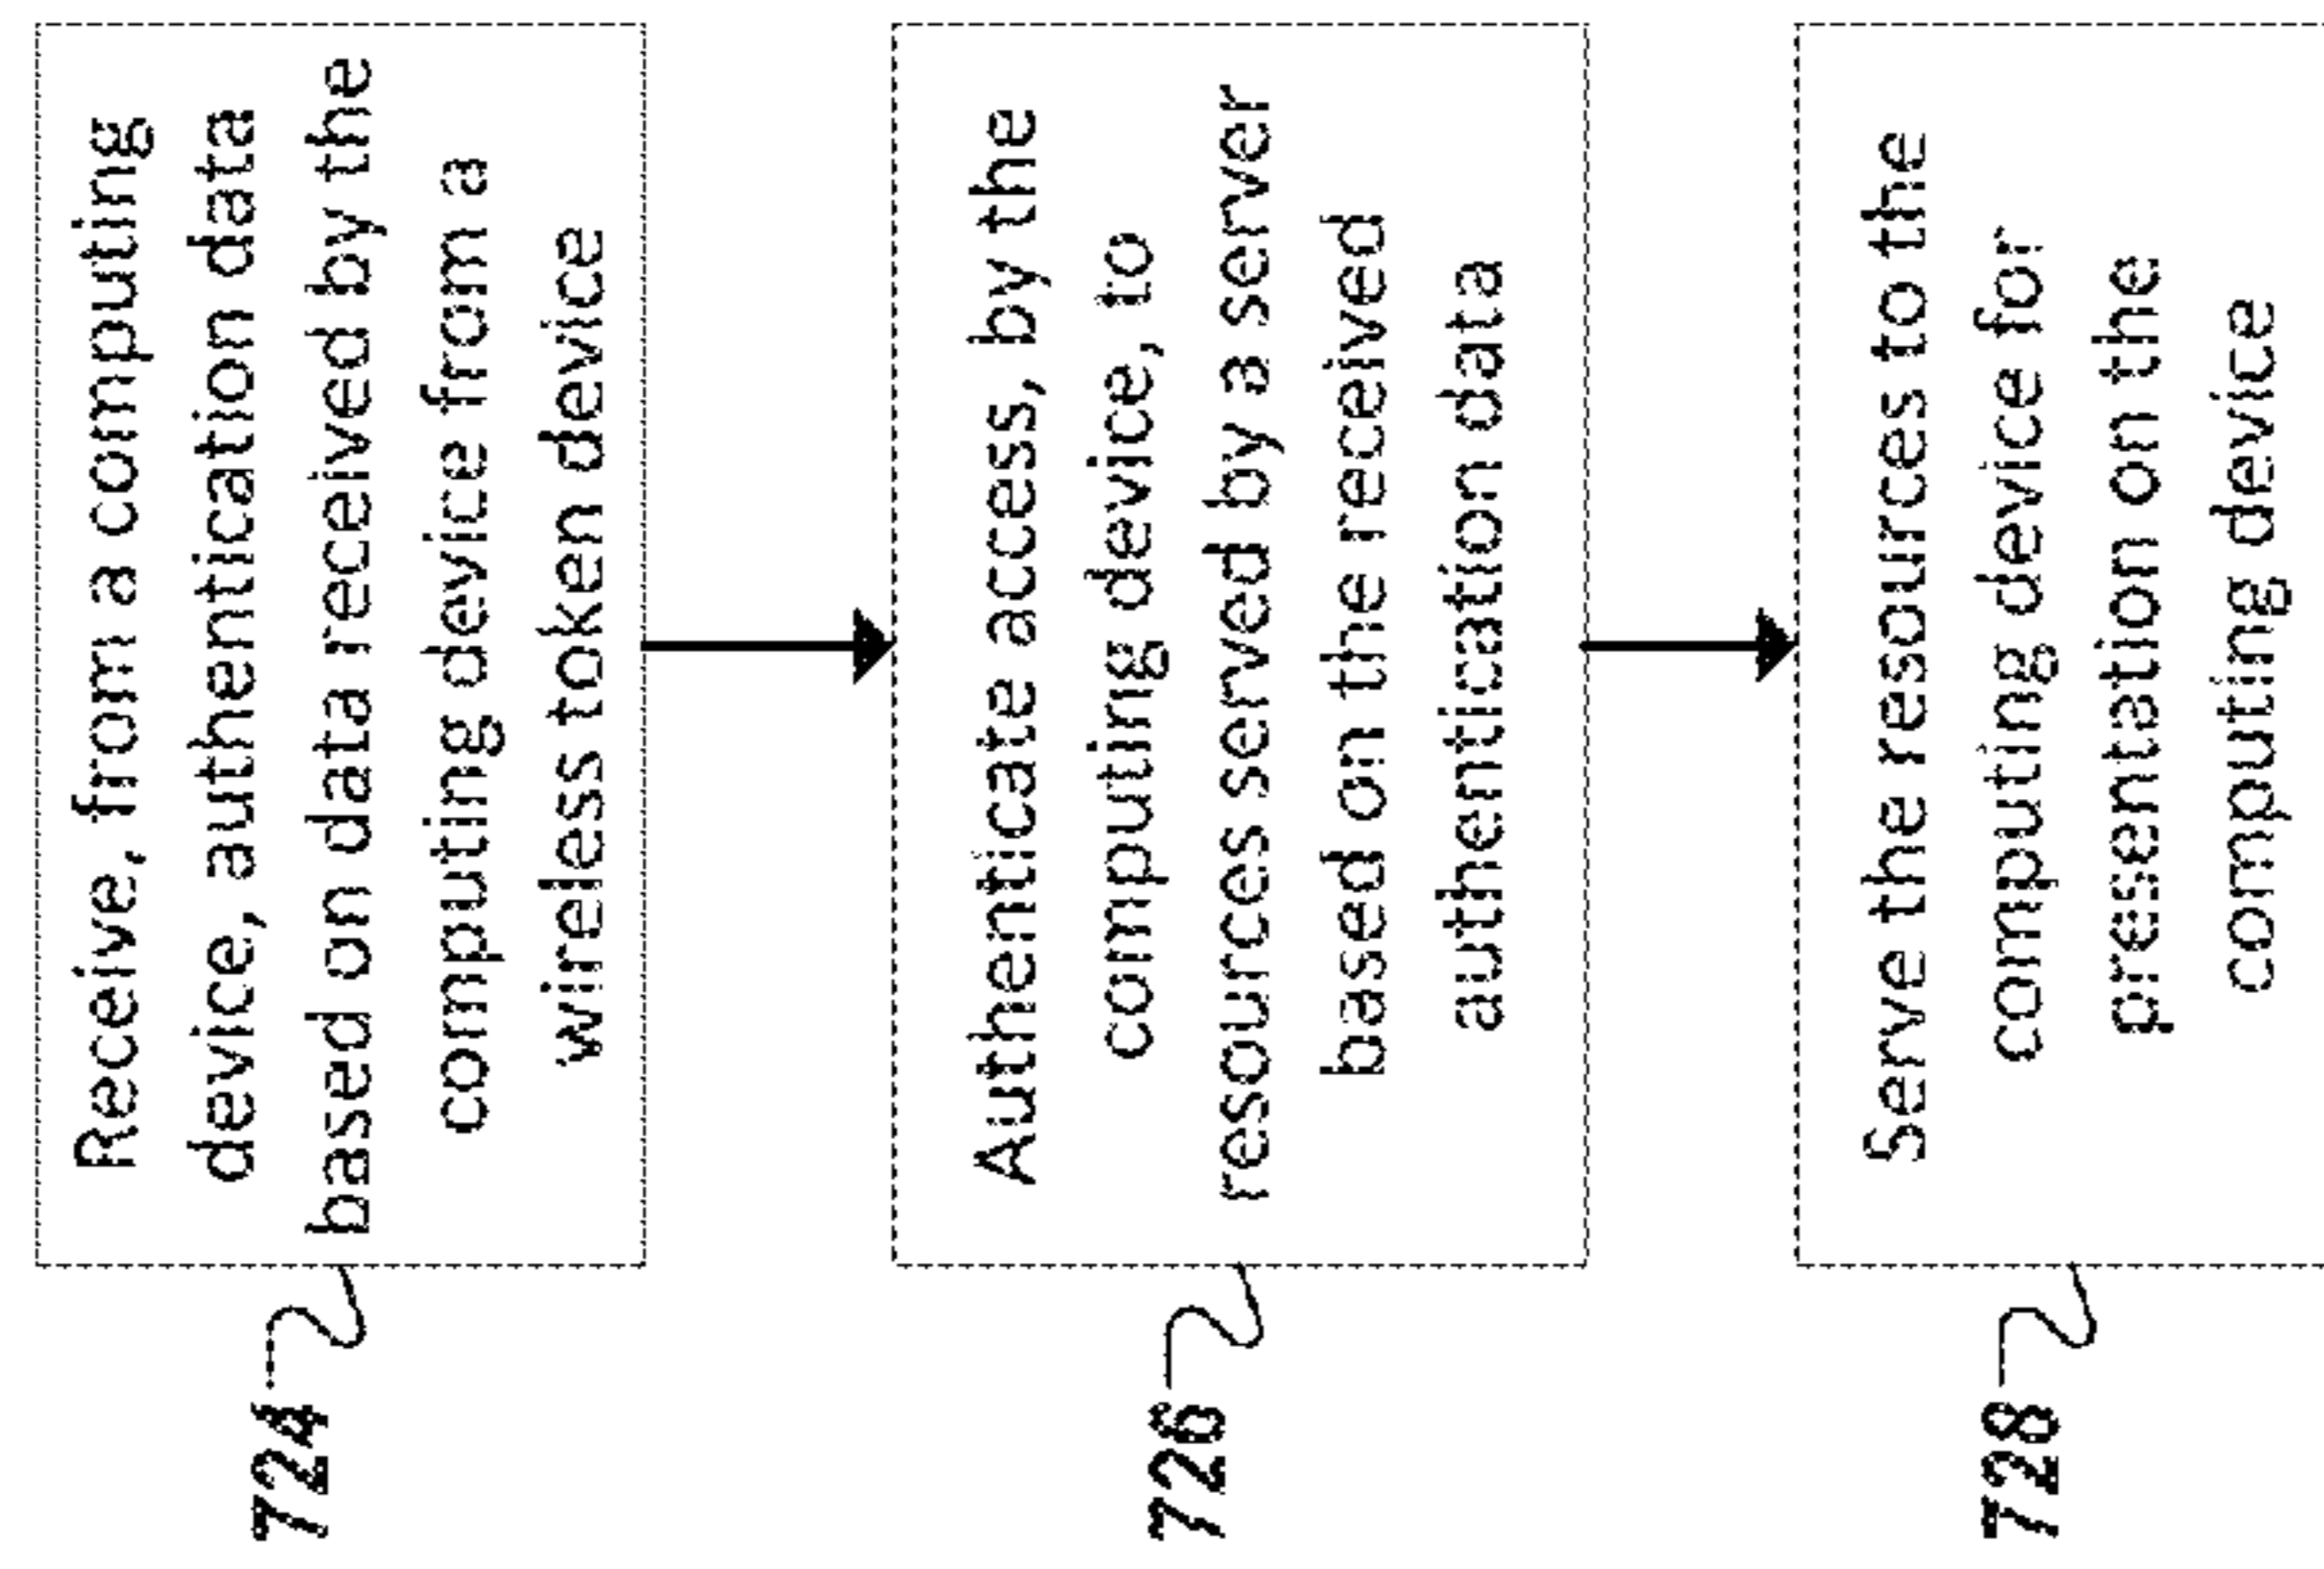 Receive, from a computing
device, authentication data
based on data received by the
computing device from a
wireless token device
724
Authenticate access, by the
computing device, to
resources served by a server
based on the received
authentication data
726
Serve the resources to the
computing device for
presentation on the
computing device
728